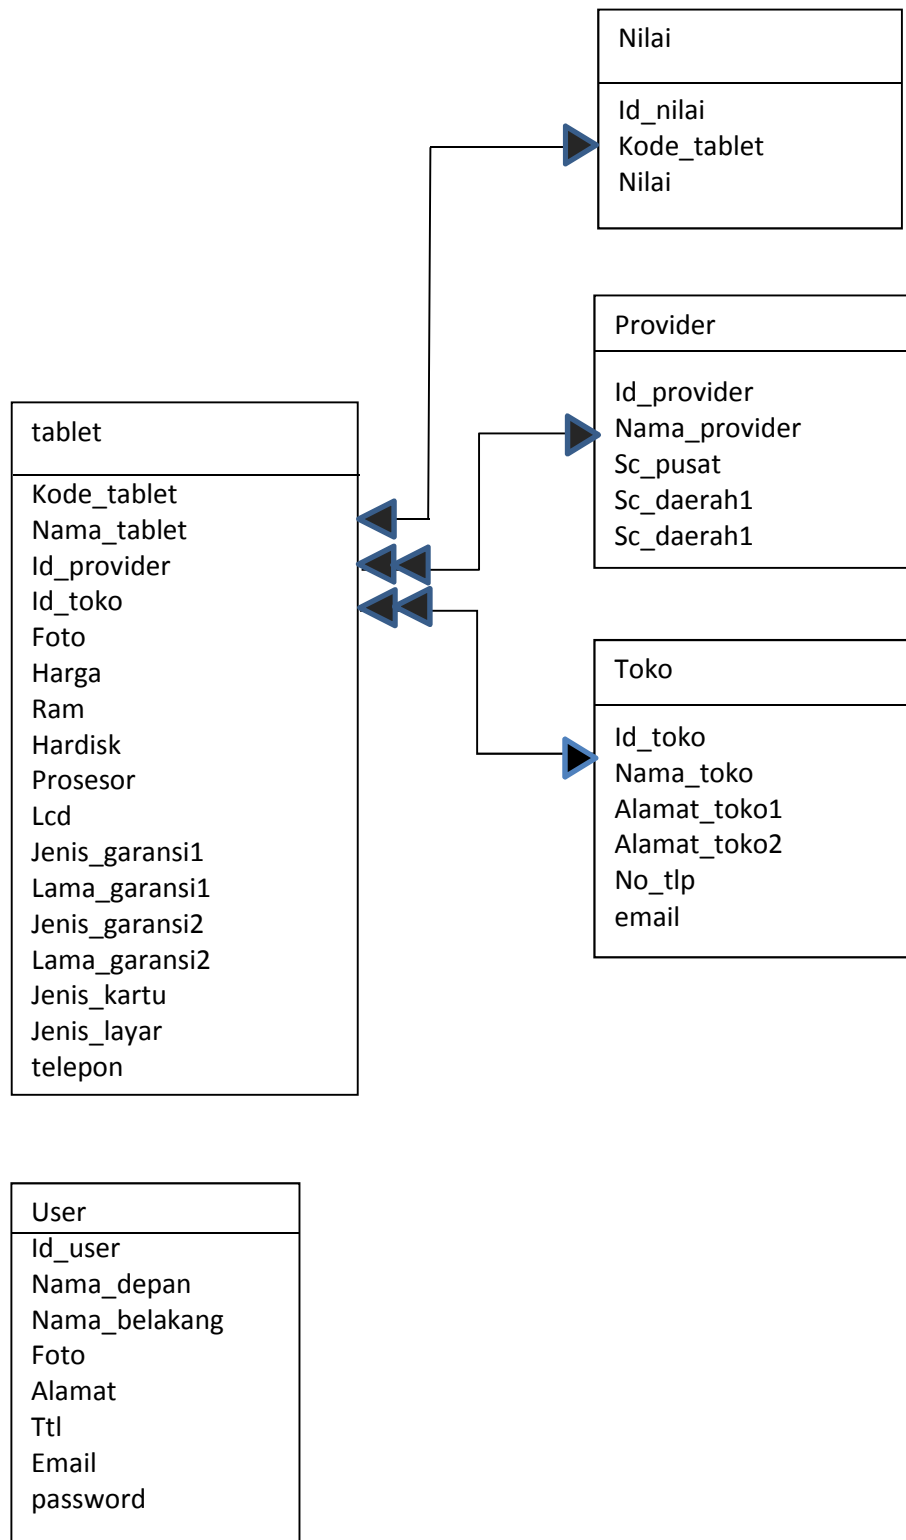 Nilai
Id_nilai
Kode_tablet
Nilai
Provider
Id_provider
Nama_provider
Sc_pusat
Sc_daerah1
Sc_daerah1
tablet
Kode_tablet
Nama_tablet
Id_provider
Id_toko
Foto
Harga
Ram
Hardisk
Prosesor
Lcd
Jenis_garansi1
Lama_garansi1
Jenis_garansi2
Lama_garansi2
Jenis_kartu
Jenis_layar
telepon
Toko
Id_toko
Nama_toko
Alamat_toko1
Alamat_toko2
No_tlp
email
User
Id_user
Nama_depan
Nama_belakang
Foto
Alamat
Ttl
Email
password